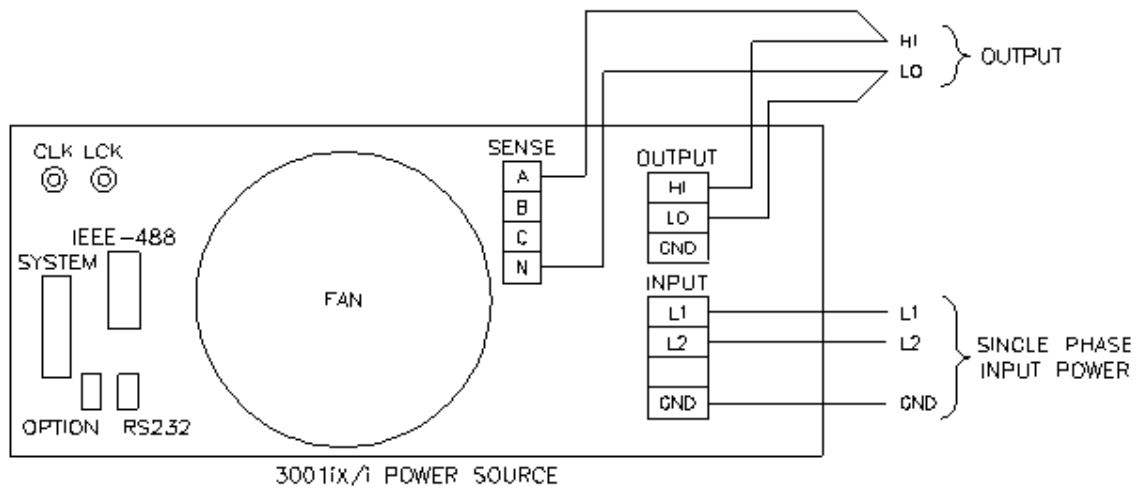 HI
LO
OUTPUT
CLK LCK
SENSE
A
B
C
N
OUTPUT
HI
LO
GND
IEEE-488
SYSTEM
FAN
INPUT
L1
L2
GND
L1
L2
GND
SINGLE PHASE
INPUT POWER
OPTION RS232
3001iX/i POWER SOURCE